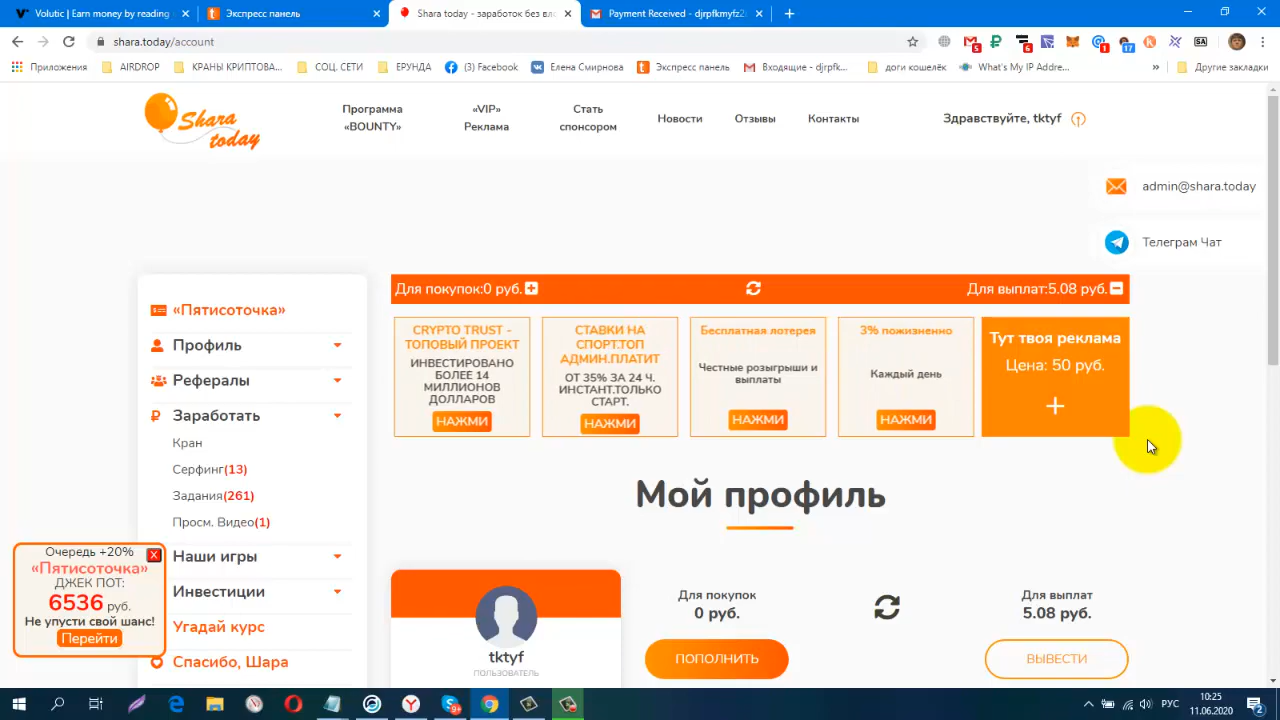 Volutic | Earn money by reading
Экспресс панель
Shara today - заработок без вло
Payment Received - djrpfkmyfz2
shara.today/account
5
6
1
17
SA
Приложения
AIRDROP
КРАНЫ КРИПТОВА...
СОЦ. СЕТИ
ЕРУНДА
(3) Facebook
Елена Смирнова
Экспресс панель
Входящие - djrpfk...
доги кошелёк
What's My IP Addre...
»
Другие закладки
Shara
today
Программа
«BOUNTY»
«VIP»
Реклама
Стать
спонсором
Новости
Отзывы
Контакты
Здравствуйте, tktyf
admin@shara.today
Телеграм Чат
Для покупок:0 руб.
Для выплат:5.08 руб.
CRYPTO TRUST -
ТОПОВЫЙ ПРОЕКТ
ИНВЕСТИРОВАНО
БОЛЕЕ 14
МИЛЛИОНОВ
ДОЛЛАРОВ
НАЖМИ
СТАВКИ НА
СПОРТ.ТОП
АДМИН.ПЛАТИТ
ОТ 35% ЗА 24 Ч.
ИНСТАНТ.ТОЛЬКО
СТАРТ.
НАЖМИ
Бесплатная лотерея
Честные розыгрыши и
выплаты
НАЖМИ
3% пожизненно
Каждый день
НАЖМИ
Тут твоя реклама
Цена: 50 руб.
+
«Пятисоточка»
Профиль
Рефералы
Заработать
Кран
Серфинг(13)
Задания(261)
Просм. Видео(1)
Наши игры
Инвестиции
Угадай курс
Спасибо, Шара
Очередь +20%
X
«Пятисоточка»
ДЖЕК ПОТ:
6536 руб.
Не упусти свой шанс!
Перейти
Мой профиль
tktyf
ПОЛЬЗОВАТЕЛЬ
Для покупок
0 руб.
ПОПОЛНИТЬ
Для выплат
5.08 руб.
ВЫВЕСТИ
РУС
10:25
11.06.2020